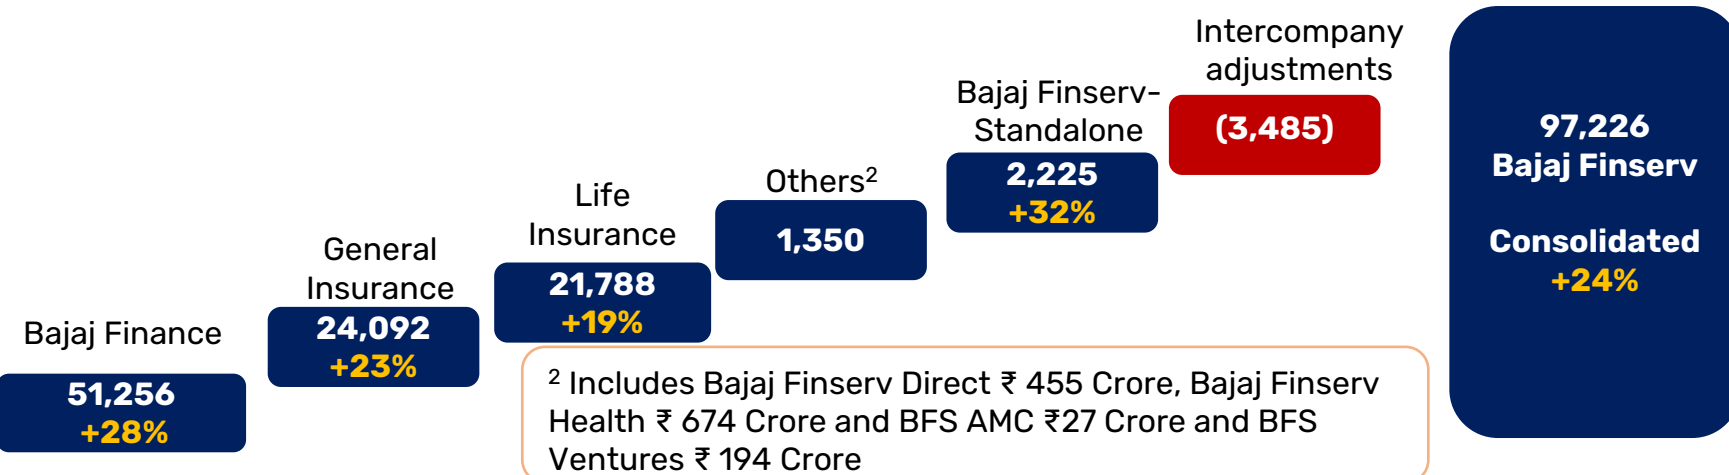 Bajaj Finance
51,256
+28%
General
Insurance
24,092
+23%
Life
Insurance
21,788
+19%
Others²
1,350
Bajaj Finserv-
Standalone
2,225
+32%
Intercompany
adjustments
(3,485)
97,226
Bajaj Finserv
Consolidated
+24%
² Includes Bajaj Finserv Direct ₹ 455 Crore, Bajaj Finserv
Health ₹ 674 Crore and BFS AMC ₹27 Crore and BFS
Ventures ₹ 194 Crore